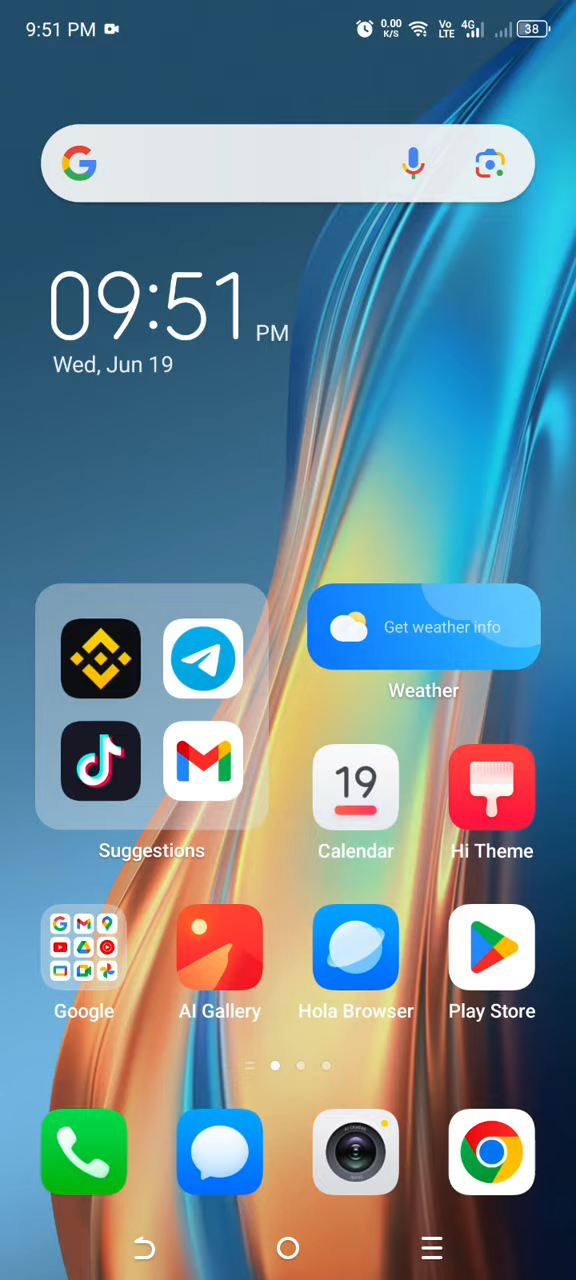 9:51 PM 0.00 K/S Vo LTE 4G 38
09:51 PM
Wed, Jun 19
Get weather info
Weather
19
Suggestions
Calendar
Hi Theme
Google
AI Gallery
Hola Browser
Play Store